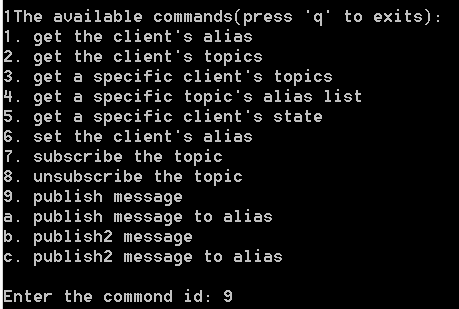 1The available commands(press 'q' to exits):
1. get the client's alias
2. get the client's topics
3. get a specific client's topics
4. get a specific topic's alias list
5. get a specific client's state
6. set the client's alias
7. subscribe the topic
8. unsubscribe the topic
9. publish message
a. publish message to alias
b. publish2 message
c. publish2 message to alias
Enter the commond id: 9